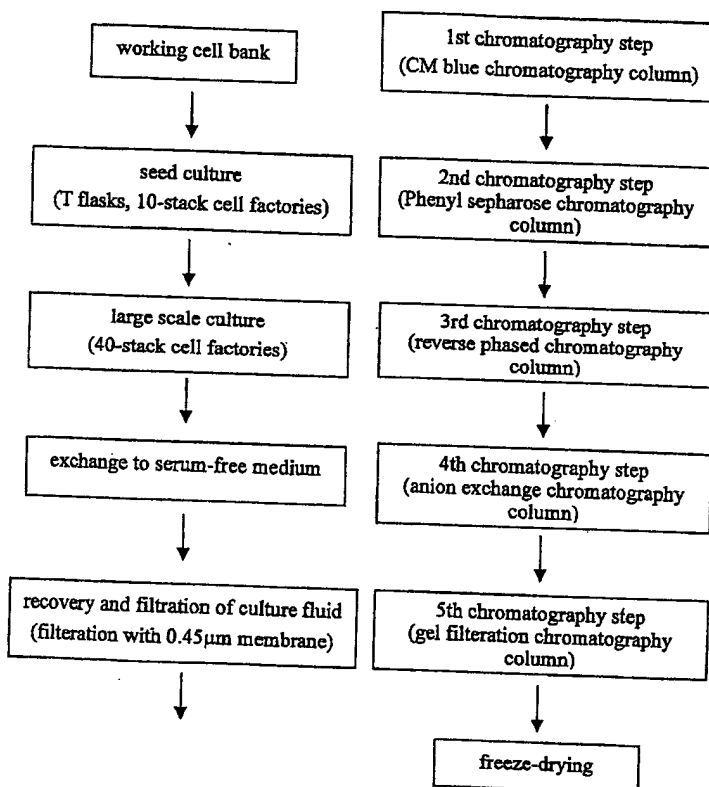 working cell bank
seed culture
(T flasks, 10-stack cell factories)
large scale culture
(40-stack cell factories)
exchange to serum-free medium
recovery and filtration of culture fluid
(filteration with 0.45μm membrane)
1st chromatography step
(CM blue chromatography column)
2nd chromatography step
(Phenyl sepharose chromatography
column)
3rd chromatography step
(reverse phased chromatography
column)
4th chromatography step
(anion exchange chromatography
column)
5th chromatography step
(gel filteration chromatography
column)
freeze-drying